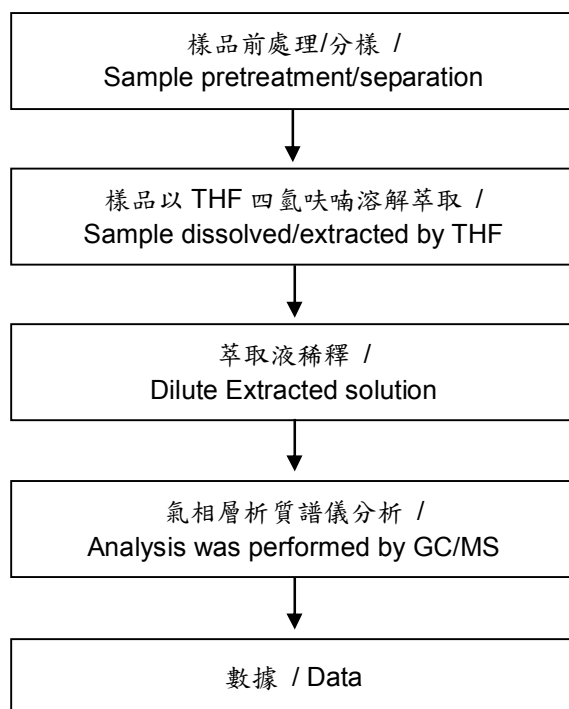 樣品前處理/分樣 /
Sample pretreatment/separation
樣品以 THF 四氫呋喃溶解萃取 /
Sample dissolved/extracted by THF
萃取液稀釋 /
Dilute Extracted solution
氣相層析質譜儀分析 /
Analysis was performed by GC/MS
數據 / Data